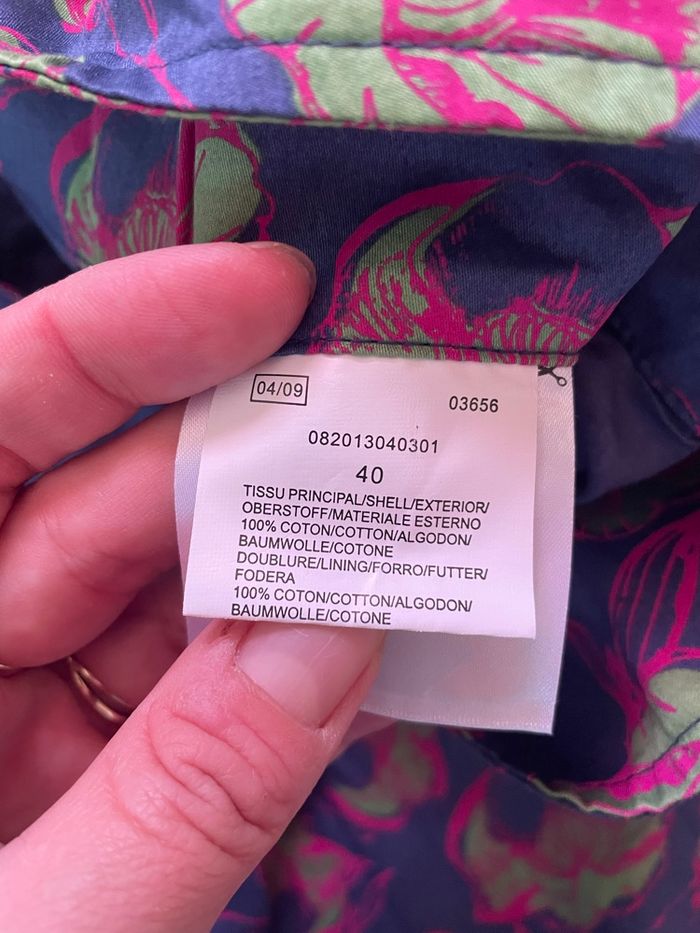 04/09
03656
082013040301
40
TISSU PRINCIPAL/SHELL/EXTERIOR/
OBERSTOFF/MATERIALE ESTERNO
100% COTON/COTTON/ALGODON/
BAUMWOLLE/COTONE
DOUBLURE/LINING/FORRO/FUTTER/
FODERA
100% COTON/COTTON/ALGODON/
BAUMWOLLE/COTONE